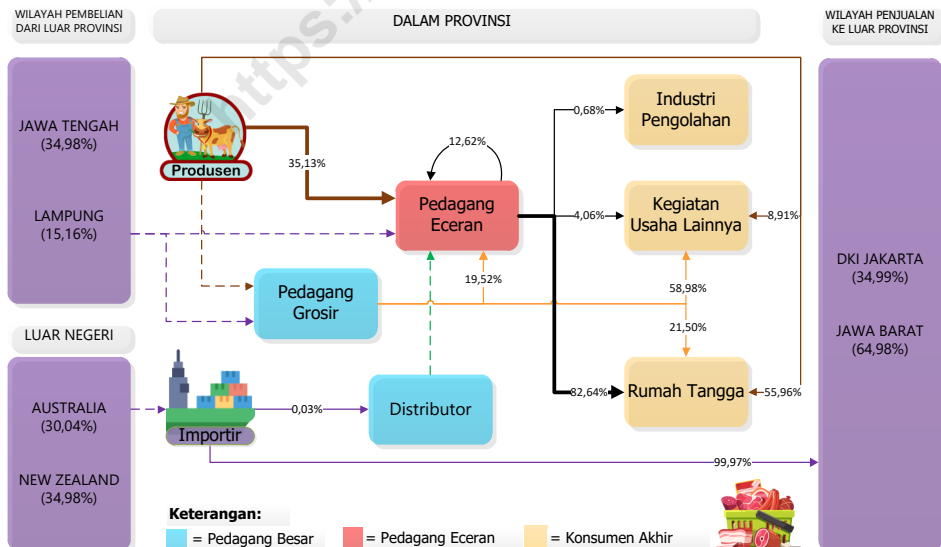 WILAYAH PEMBELIAN
DARI LUAR PROVINSI
DALAM PROVINSI
WILAYAH PENJUALAN
KE LUAR PROVINSI
JAWA TENGAH
(34,98%)
LAMPUNG
(15,16%)
LUAR NEGERI
AUSTRALIA
(30,04%)
NEW ZEALAND
(34,98%)
https:/
Produsen
35,13%
12,62%
Pedagang
Eceran
0,68%
Industri
Pengolahan
4,06%
Kegiatan
Usaha Lainnya
8,91%
Pedagang
Grosir
19,52%
58,98%
21,50%
Importir
0,03%
Distributor
82,64%
Rumah Tangga
55,96%
99,97%
DKI JAKARTA
(34,99%)
JAWA BARAT
(64,98%)
Keterangan:
= Pedagang Besar
= Pedagang Eceran
= Konsumen Akhir